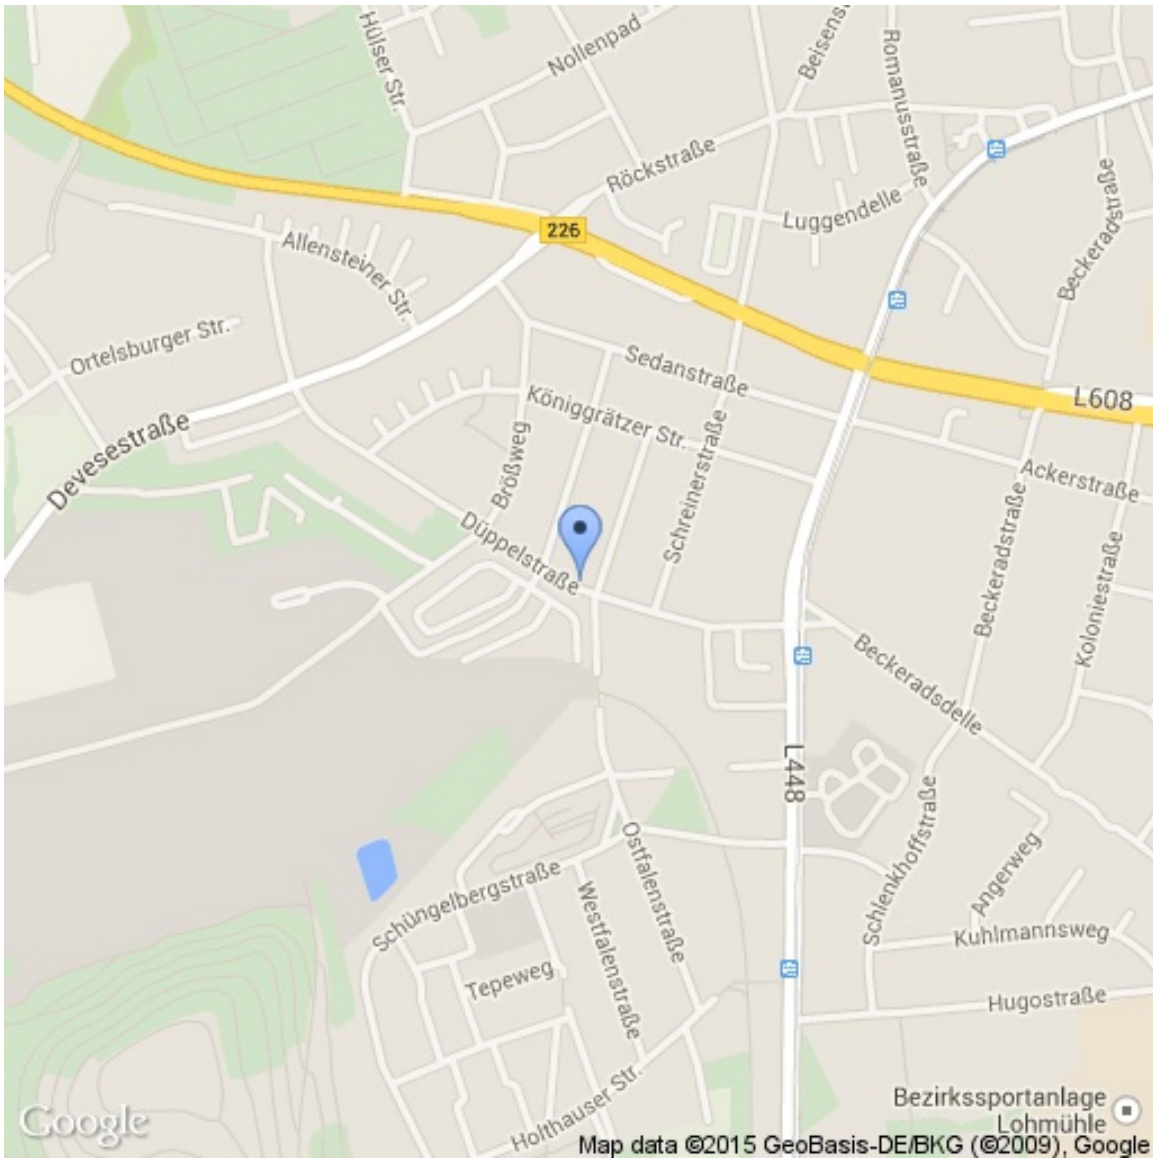 Hülser Str.
Nollenpad
Beisens
Romanusstraße
Röckstraße
Luggendelle
Beckeradstraße
226
Allensteiner Str.
Ortelsburger Str.
Sedanstraße
L608
Königgrätzer Str.
Devesestraße
Brößweg
Schreinerstraße
Ackerstraße
Düppelstraße
Beckeradstraße
Koloniestraße
Beckeradsdelle
L448
Ostfalenstraße
Schüngelbergstraße
Westfalenstraße
Schlenkhoffstraße
Angerweg
Kuhlmannsweg
Tepeweg
Hugostraße
Holthauser Str.
Bezirkssportanlage
Lohmühle
Google
Map data ©2015 GeoBasis-DE/BKG (©2009), Google